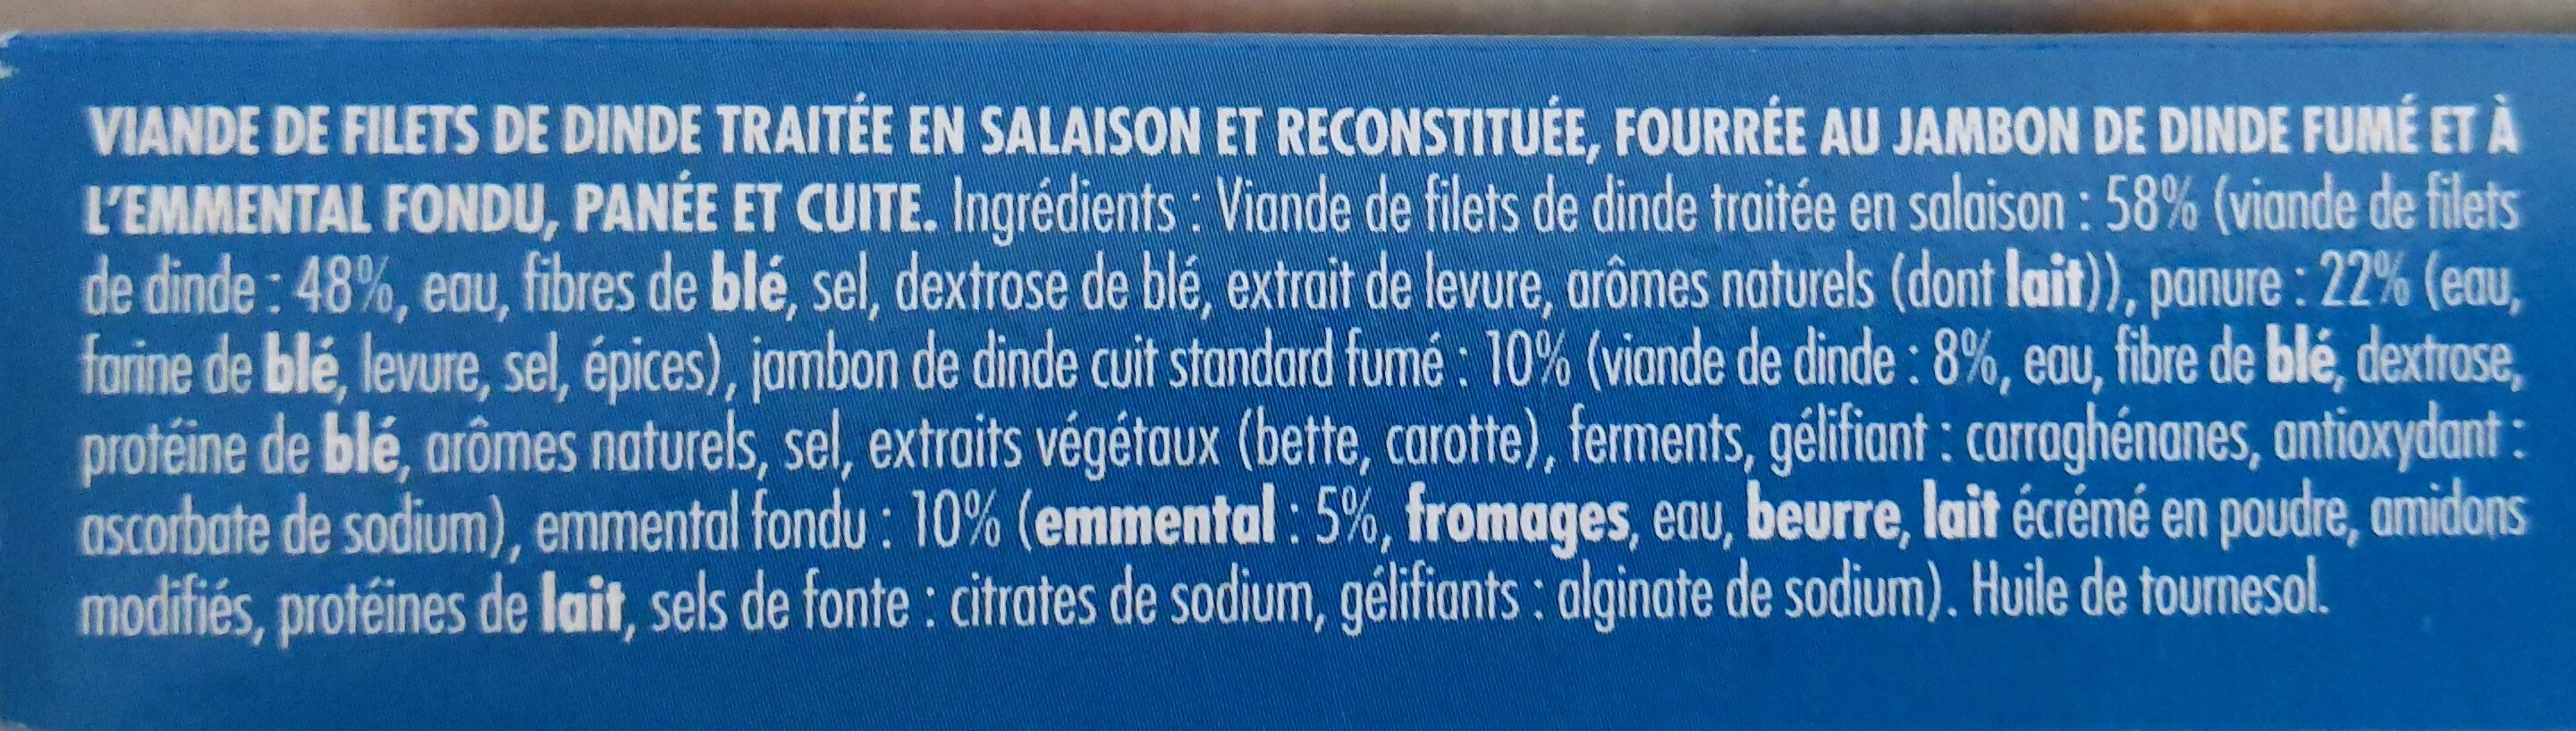 VIANDE DE FILETS DE DINDE TRAITÉE EN SALAISON ET RECONSTITUÉE, FOURRÉE AU JAMBON DE DINDE FUMÉ ET À
L'EMMENTAL FONDU, PANÉE ET CUITE. Ingrédients : Viande de filets de dinde traitée en salaison : 58% (viande de filets
de dinde : 48%, eau, fibres de blé, sel, dextrose de blé, extrait de levure, arômes naturels (dont lait)), panure : 22% (eau,
farine de blé, levure, sel, épices), jambon de dinde cuit standard fumé : 10% (viande de dinde : 8%, eau, fibre de blé, dextrose,
protéine de blé, arômes naturels, sel, extraits végétaux (bette, carotte), ferments, gélifiant : carraghénanes, antioxydant :
ascorbate de sodium), emmental fondu : 10% (emmental : 5%, fromages, eau, beurre, lait écrémé en poudre, amidons
modifiés, protéines de lait, sels de fonte : citrates de sodium, gélifiants : alginate de sodium). Huile de tournesol.